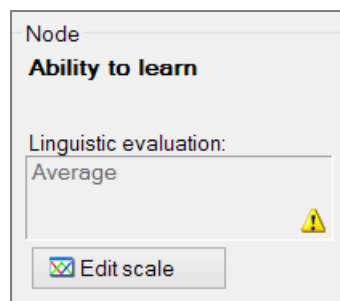 Node
Ability to learn
Linguistic evaluation:
Average
Edit scale